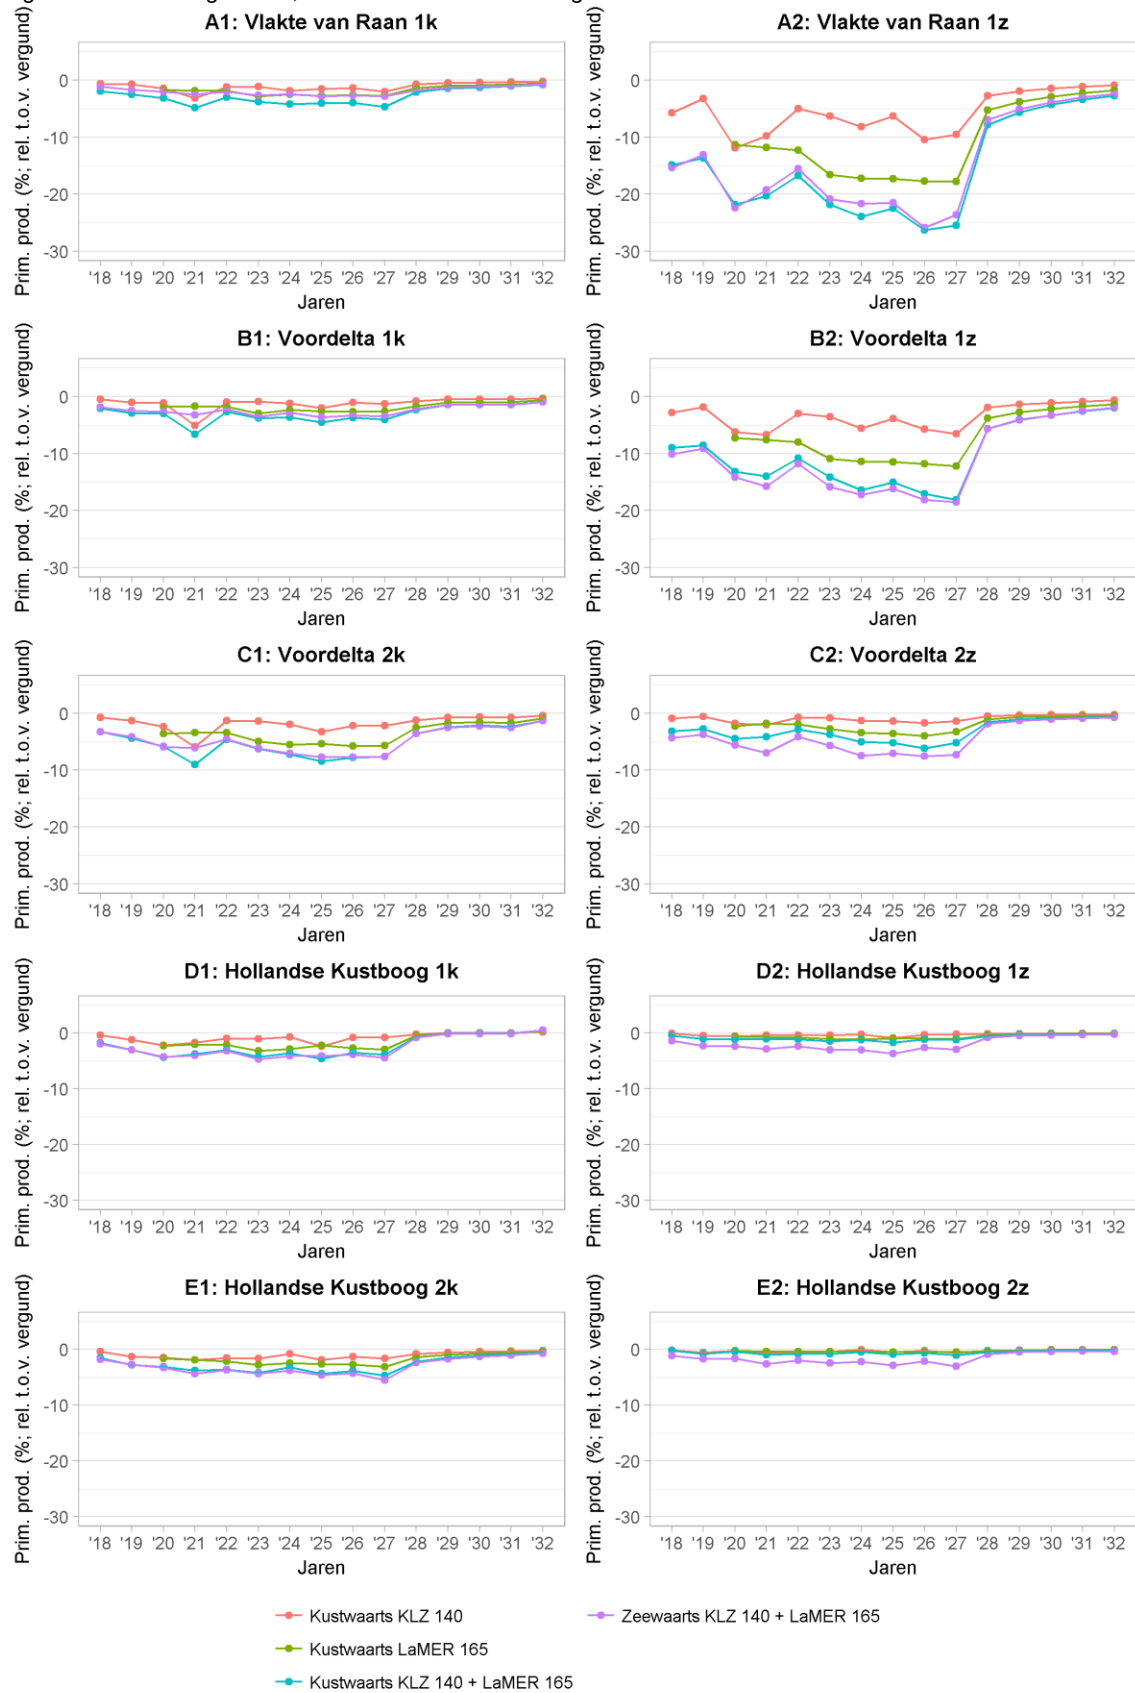 A1: Vlakte van Raan 1k
A2: Vlakte van Raan 1z
Prim. prod. (%; rel. t.o.v. vergund)
0
-10
-20
-30
'18 '19 '20 '21 '22 '23 '24 '25 '26 '27 '28 '29 '30 '31 '32
Jaren
Prim. prod. (%; rel. t.o.v. vergund)
0
-10
-20
-30
'18 '19 '20 '21 '22 '23 '24 '25 '26 '27 '28 '29 '30 '31 '32
Jaren
B1: Voordelta 1k
B2: Voordelta 1z
Prim. prod. (%; rel. t.o.v. vergund)
0
-10
-20
-30
'18 '19 '20 '21 '22 '23 '24 '25 '26 '27 '28 '29 '30 '31 '32
Jaren
Prim. prod. (%; rel. t.o.v. vergund)
0
-10
-20
-30
'18 '19 '20 '21 '22 '23 '24 '25 '26 '27 '28 '29 '30 '31 '32
Jaren
C1: Voordelta 2k
C2: Voordelta 2z
Prim. prod. (%; rel. t.o.v. vergund)
0
-10
-20
-30
'18 '19 '20 '21 '22 '23 '24 '25 '26 '27 '28 '29 '30 '31 '32
Jaren
Prim. prod. (%; rel. t.o.v. vergund)
0
-10
-20
-30
'18 '19 '20 '21 '22 '23 '24 '25 '26 '27 '28 '29 '30 '31 '32
Jaren
D1: Hollandse Kustboog 1k
D2: Hollandse Kustboog 1z
Prim. prod. (%; rel. t.o.v. vergund)
0
-10
-20
-30
'18 '19 '20 '21 '22 '23 '24 '25 '26 '27 '28 '29 '30 '31 '32
Jaren
Prim. prod. (%; rel. t.o.v. vergund)
0
-10
-20
-30
'18 '19 '20 '21 '22 '23 '24 '25 '26 '27 '28 '29 '30 '31 '32
Jaren
E1: Hollandse Kustboog 2k
E2: Hollandse Kustboog 2z
Prim. prod. (%; rel. t.o.v. vergund)
0
-10
-20
-30
'18 '19 '20 '21 '22 '23 '24 '25 '26 '27 '28 '29 '30 '31 '32
Jaren
Prim. prod. (%; rel. t.o.v. vergund)
0
-10
-20
-30
'18 '19 '20 '21 '22 '23 '24 '25 '26 '27 '28 '29 '30 '31 '32
Jaren
Kustwaarts KLZ 140
Zeewaarts KLZ 140 + LaMER 165
Kustwaarts LaMER 165
Kustwaarts KLZ 140 + LaMER 165